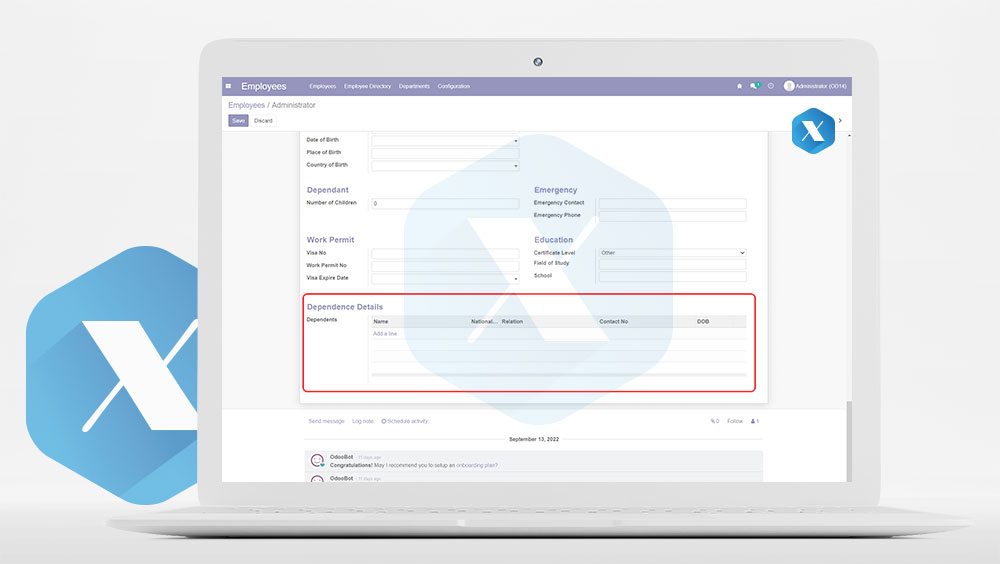 Employees Employees Employee Directory Departments Configuration Administrator (OD14)
Employees / Administrator
Save Discard
Date of Birth
Place of Birth
Country of Birth
Dependant Emergency
Number of Children 0 Emergency Contact
Emergency Phone
Work Permit Education
Visa No Certificate Level Other
Work Permit No Field of Study
Visa Expire Date School
Dependence Details
Dependents Name National... Relation Contact No DOB
Add a line
Send message Log note Schedule activity 0 Follow 1
September 13, 2022
OdooBot - 11 days ago
Congratulations! May I recommend you to setup an onboarding plan?
OdooBot - 11 days ago